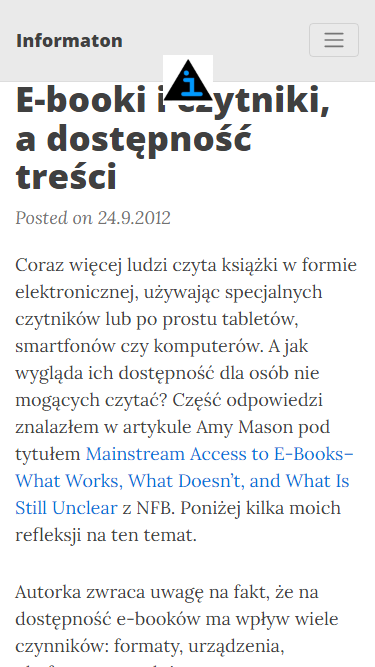 Informaton
E-booki i czytniki,
a dostępność
treści
Posted on 24.9.2012
Coraz więcej ludzi czyta książki w formie
elektronicznej, używając specjalnych
czytników lub po prostu tabletów,
smartfonów czy komputerów. A jak
wygląda ich dostępność dla osób nie
mogących czytać? Część odpowiedzi
znalazłem w artykule Amy Mason pod
tytułem Mainstream Access to E-Books–
What Works, What Doesn’t, and What Is
Still Unclear z NFB. Poniżej kilka moich
refleksji na ten temat.
Autorka zwraca uwagę na fakt, że na
dostępność e-booków ma wpływ wiele
czynników: formaty, urządzenia,